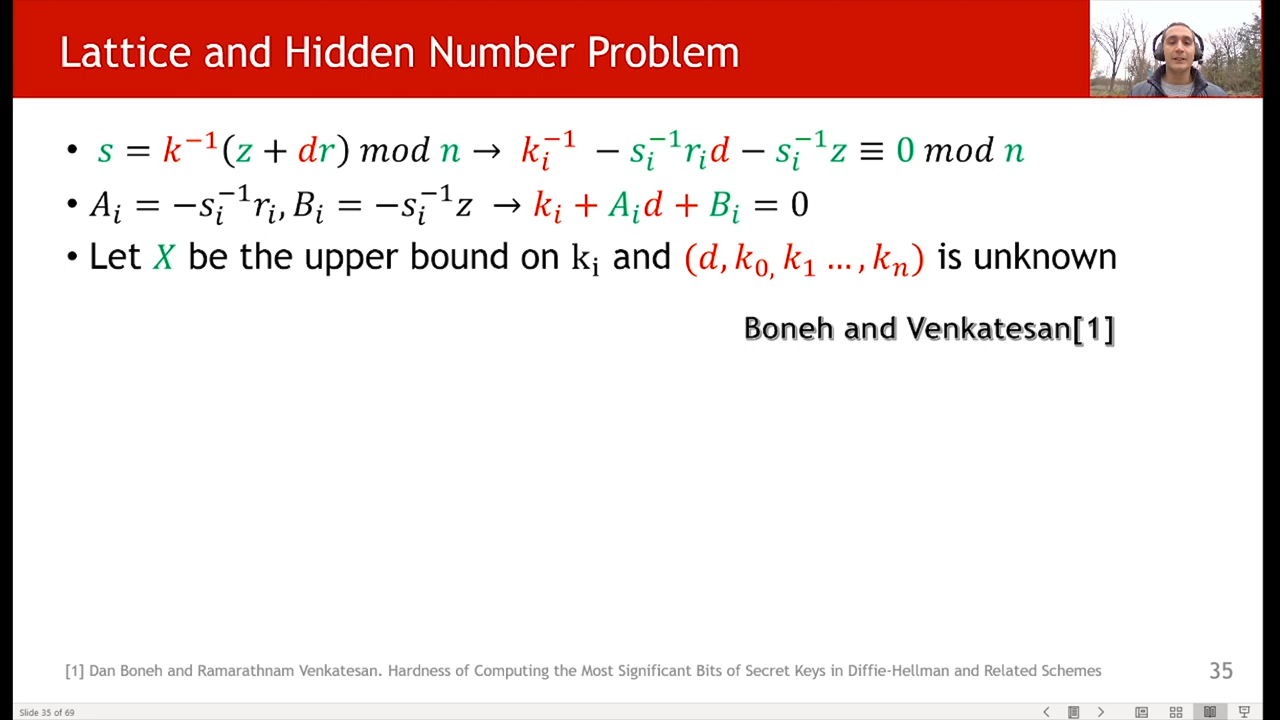 Lattice and Hidden Number Problem
• s = k⁻¹(z + dr) mod n → kᵢ⁻¹ − sᵢ⁻¹rᵢd − sᵢ⁻¹z ≡ 0 mod n
• Aᵢ = −sᵢ⁻¹rᵢ, Bᵢ = −sᵢ⁻¹z → kᵢ + Aᵢd + Bᵢ = 0
• Let X be the upper bound on kᵢ and (d, k₀, k₁ …, kₙ) is unknown
Boneh and Venkatesan[1]
[1] Dan Boneh and Ramarathnam Venkatesan. Hardness of Computing the Most Significant Bits of Secret Keys in Diffie-Hellman and Related Schemes
35
Slide 35 of 69